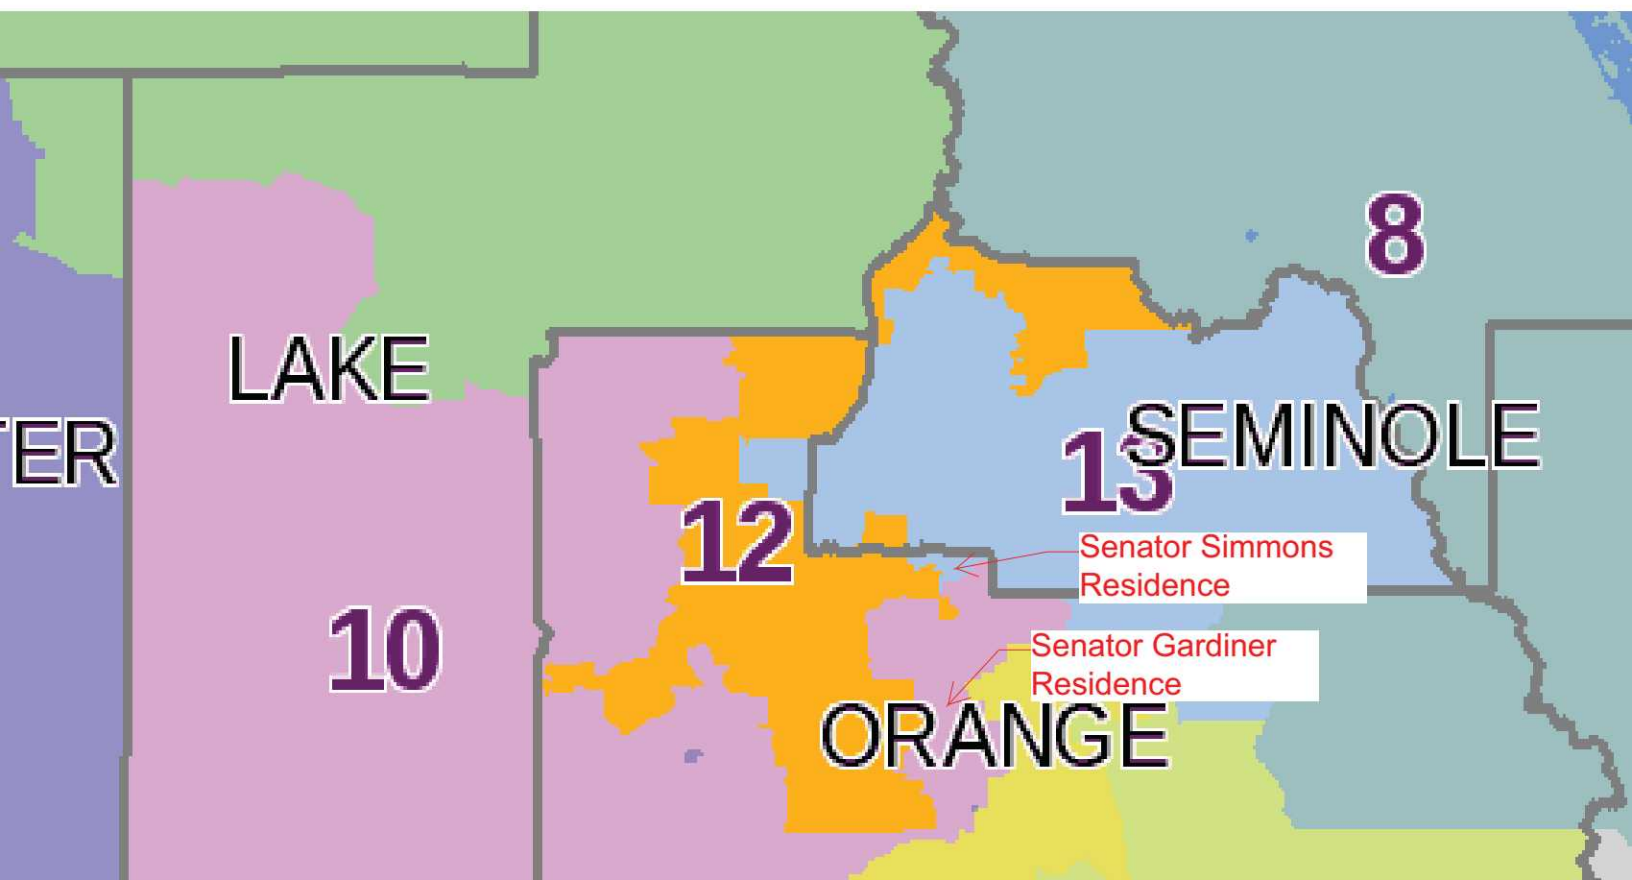 8
LAKE
TER
13
SEMINOLE
12
Senator Simmons
Residence
10
Senator Gardiner
Residence
ORANGE